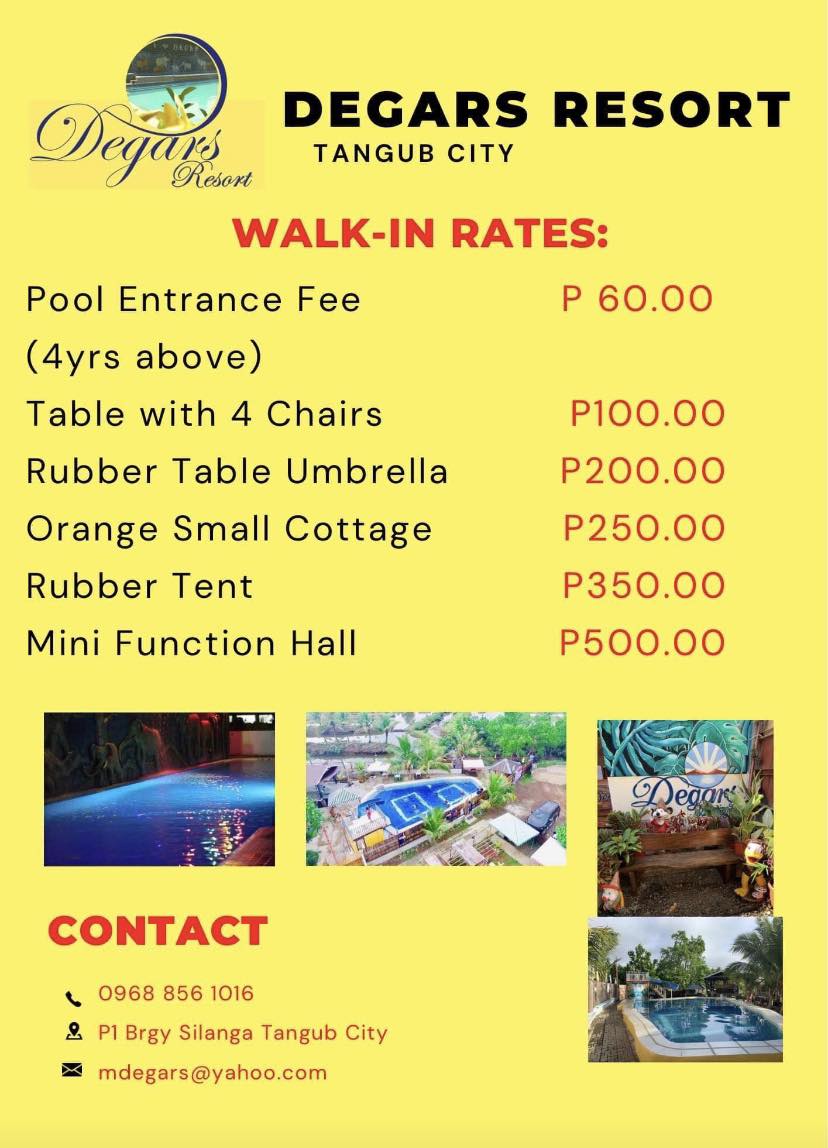 Degars
Resort
DEGARS RESORT
TANGUB CITY
WALK-IN RATES:
Pool Entrance Fee P 60.00
(4yrs above)
Table with 4 Chairs P100.00
Rubber Table Umbrella P200.00
Orange Small Cottage P250.00
Rubber Tent P350.00
Mini Function Hall P500.00
Degars
CONTACT
0968 856 1016
P1 Brgy Silanga Tangub City
mdegars@yahoo.com